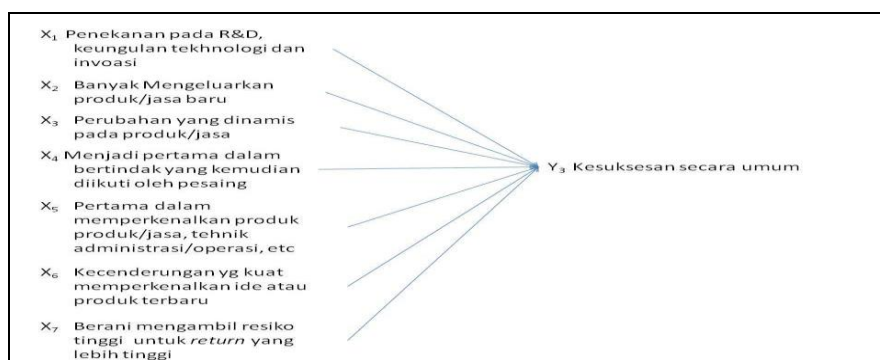 X₁ Penekanan pada R&D,
keungulan tekhnologi dan
invoasi
X₂ Banyak Mengeluarkan
produk/jasa baru
X₃ Perubahan yang dinamis
pada produk/jasa
X₄ Menjadi pertama dalam
bertindak yang kemudian
diikuti oleh pesaing
X₅ Pertama dalam
memperkenalkan produk
produk/jasa, tehnik
administrasi/operasi, etc
X₆ Kecenderungan yg kuat
memperkenalkan ide atau
produk terbaru
X₇ Berani mengambil resiko
tinggi untuk return yang
lebih tinggi
Y₃ Kesuksesan secara umum